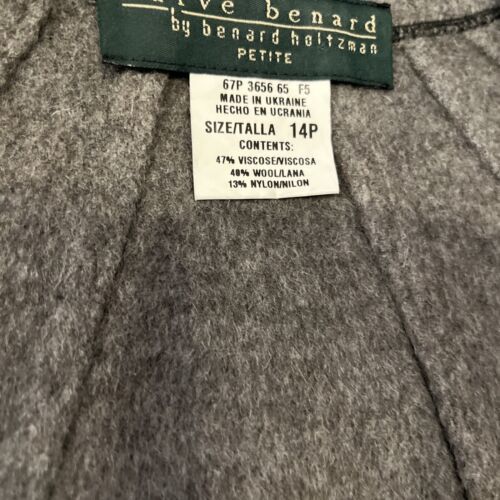 benard
by benard holtzman
PETITE
67P 3656 65 F5
MADE IN UKRAINE
HECHO EN UCRANIA
SIZE/TALLA 14P
CONTENTS:
47% VISCOSE/VISCOSA
40% WOOL/LANA
13% NYLON/NILON